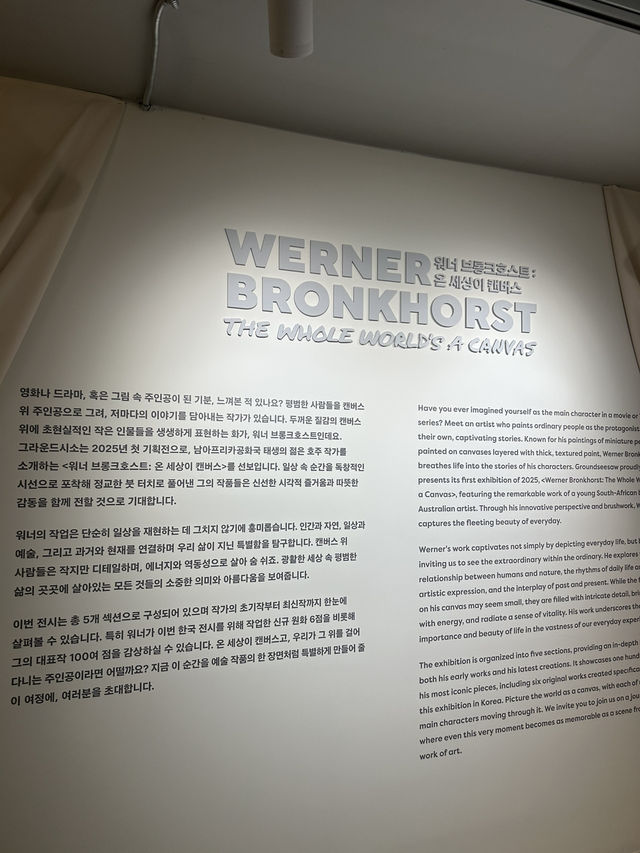 WERNER
워너 브롱크호스트:
온 세상이 캔버스
BRONKHORST
THE WHOLE WORLD'S A CANVAS
영화나 드라마, 혹은 그림 속 주인공이 된 기분, 느껴본 적 있나요? 평범한 사람들을 캔버스
위 주인공으로 그려, 저마다의 이야기를 담아내는 작가가 있습니다. 두꺼운 질감의 캔버스
위에 초현실적인 작은 인물들을 생생하게 표현하는 화가, 워너 브롱크호스트인데요.
그라운드시소는 2025년 첫 기획전으로, 남아프리카공화국 태생의 젊은 호주 작가를
소개하는 <워너 브롱크호스트: 온 세상이 캔버스>를 선보입니다. 일상 속 순간을 독창적인
시선으로 포착해 정교한 붓 터치로 풀어낸 그의 작품들은 신선한 시각적 즐거움과 따뜻한
감동을 함께 전할 것으로 기대합니다.
워너의 작업은 단순히 일상을 재현하는 데 그치지 않기에 흥미롭습니다. 인간과 자연, 일상과
예술, 그리고 과거와 현재를 연결하며 우리 삶이 지닌 특별함을 탐구합니다. 캔버스 위
사람들은 작지만 디테일하며, 에너지와 역동성으로 살아 숨 쉬죠. 광활한 세상 속 평범한
삶의 곳곳에 살아있는 모든 것들의 소중한 의미와 아름다움을 보여줍니다.
이번 전시는 총 5개 섹션으로 구성되어 있으며 작가의 초기작부터 최신작까지 한눈에
살펴볼 수 있습니다. 특히 워너가 이번 한국 전시를 위해 작업한 신규 원화 6점을 비롯해
그의 대표작 100여 점을 감상하실 수 있습니다. 온 세상이 캔버스고, 우리가 그 위를 걸어
다니는 주인공이라면 어떨까요? 지금 이 순간을 예술 작품의 한 장면처럼 특별하게 만들어 줄
이 여정에, 여러분을 초대합니다.
Have you ever imagined yourself as the main character in a movie or
series? Meet an artist who paints ordinary people as the protagonist
their own, captivating stories. Known for his paintings of miniature
painted on canvases layered with thick, textured paint, Werner Bron
breathes life into the stories of his characters. Groundseesaw proudly
presents its first exhibition of 2025, <Werner Bronkhorst: The Whole W
a Canvas>, featuring the remarkable work of a young South-African
Australian artist. Through his innovative perspective and brushwork, W
captures the fleeting beauty of everyday.
Werner's work captivates not simply by depicting everyday life, but
inviting us to see the extraordinary within the ordinary. He explores
relationship between humans and nature, the rhythms of daily life a
artistic expression, and the interplay of past and present. While the
on his canvas may seem small, they are filled with intricate detail, bri
with energy, and radiate a sense of vitality. His work underscores the
importance and beauty of life in the vastness of our everyday exper
The exhibition is organized into five sections, providing an in-depth
both his early works and his latest creations. It showcases one hund
his most iconic pieces, including six original works created specifica
this exhibition in Korea. Picture the world as a canvas, with each of
main characters moving through it. We invite you to join us on a jou
where even this very moment becomes as memorable as a scene fro
work of art.